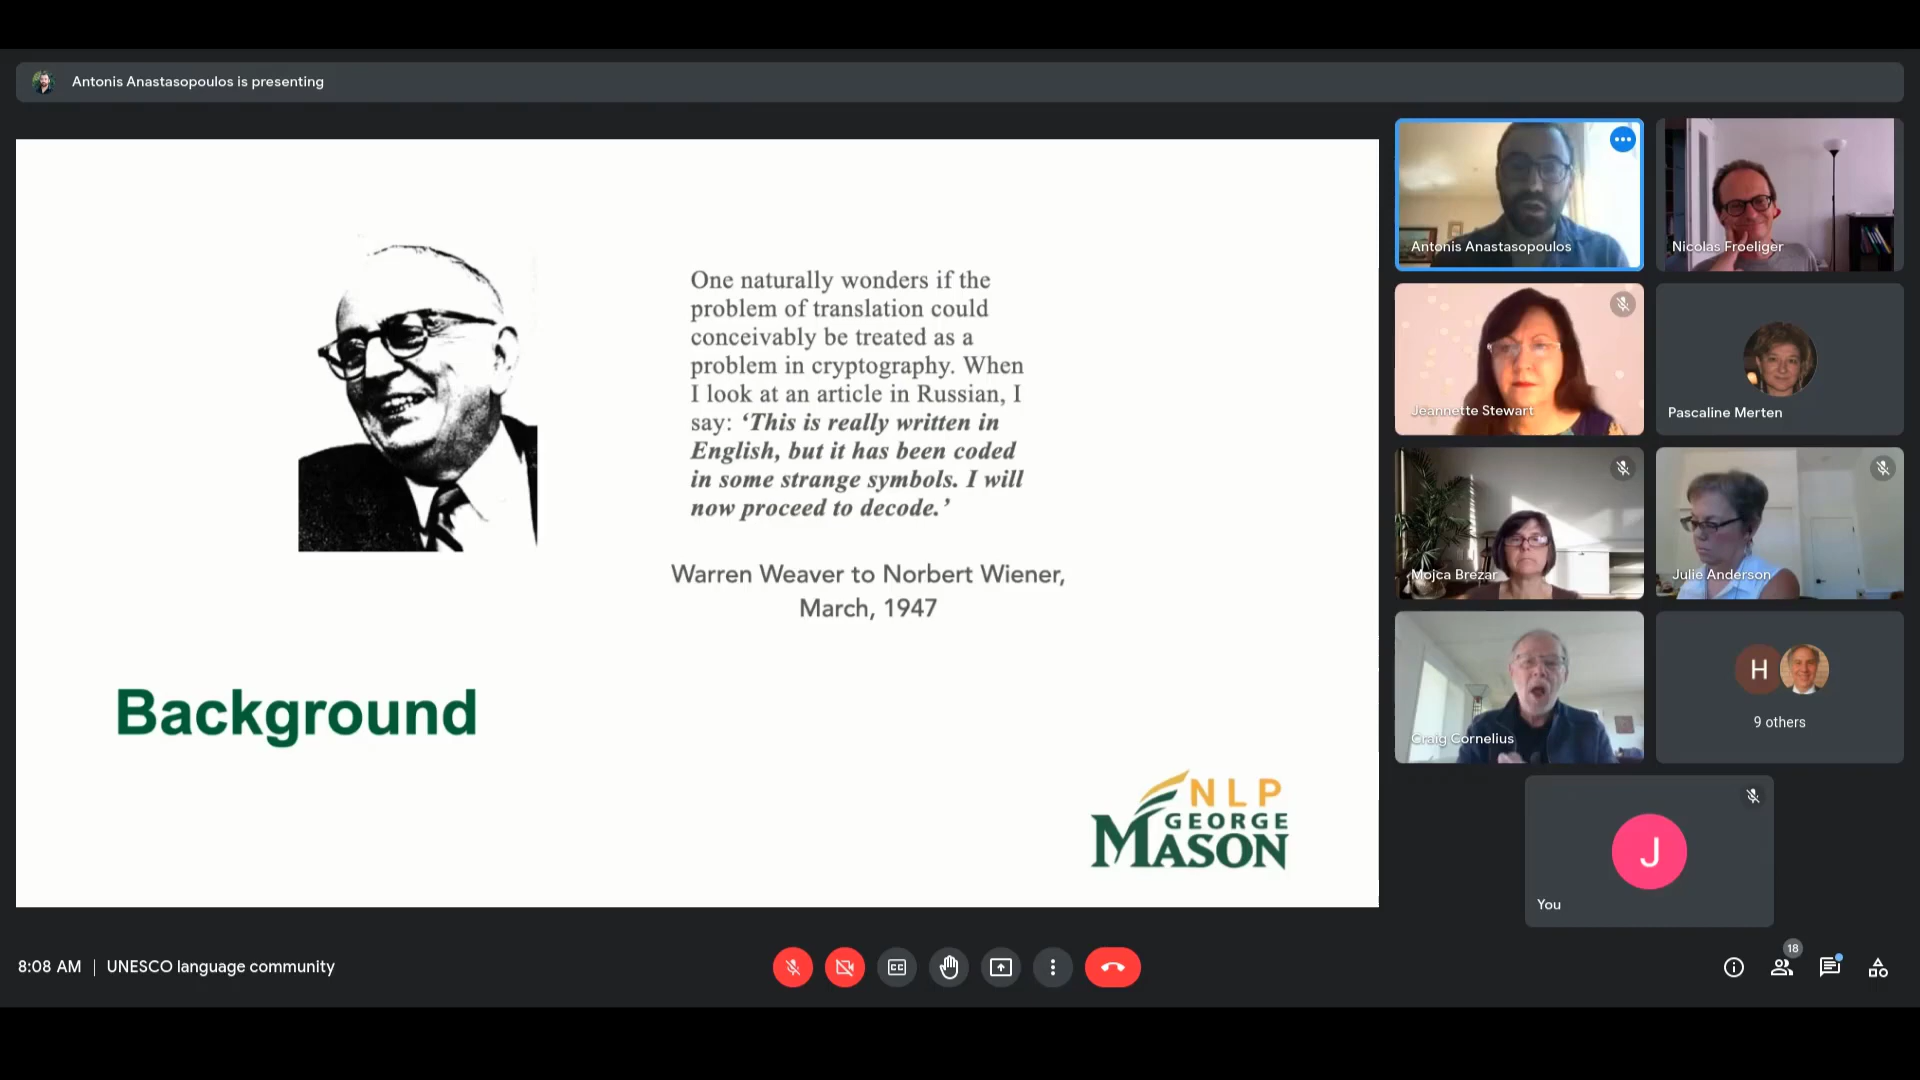 Antonis Anastasopoulos is presenting
One naturally wonders if the
problem of translation could
conceivably be treated as a
problem in cryptography. When
I look at an article in Russian, I
say: ‘This is really written in
English, but it has been coded
in some strange symbols. I will
now proceed to decode.’
Warren Weaver to Norbert Wiener,
March, 1947
Background
NLP
GEORGE
MASON
Antonis Anastasopoulos
Nicolas Froeliger
Jeannette Stewart
Pascaline Merten
Mojca Brezar
Julie Anderson
Craig Cornelius
H
9 others
J
You
8:08 AM | UNESCO language community
CC
18